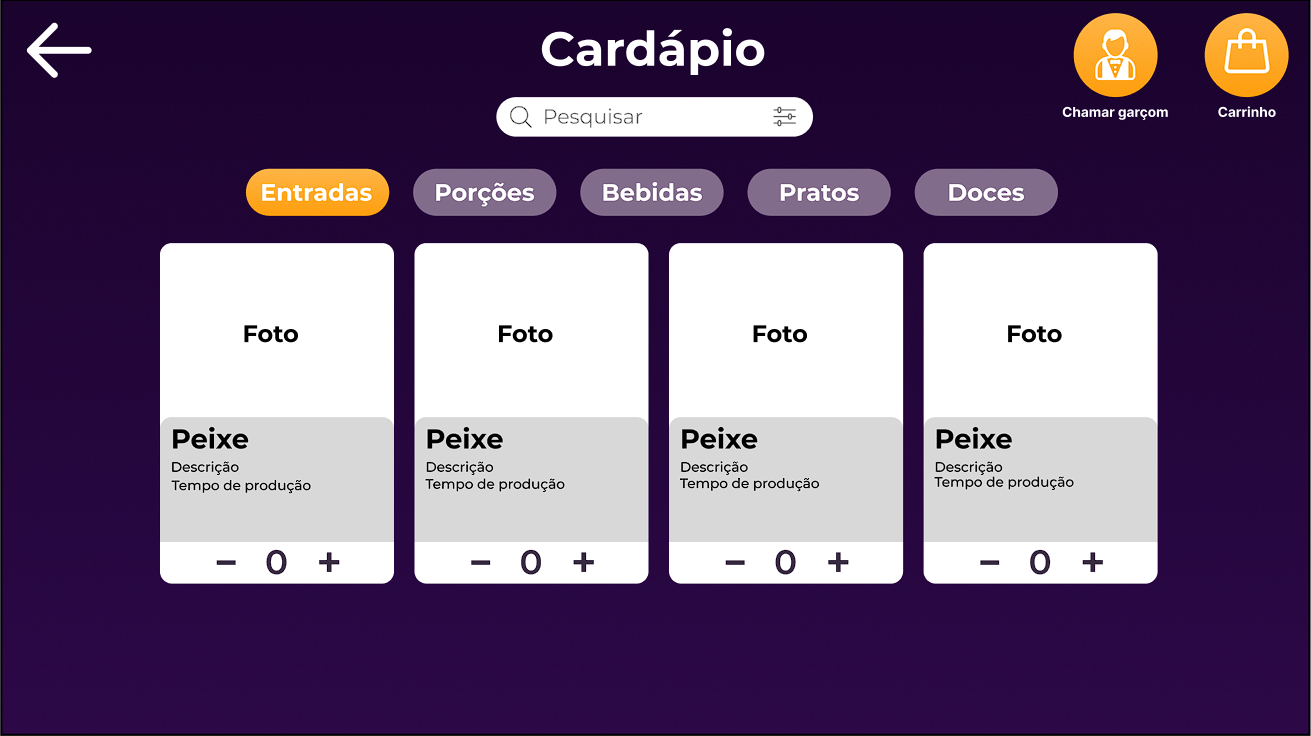 Cardápio
Chamar garçom
Carrinho
Pesquisar
Entradas
Porções
Bebidas
Pratos
Doces
Foto
Peixe
Descrição
Tempo de produção
− 0 +
Foto
Peixe
Descrição
Tempo de produção
− 0 +
Foto
Peixe
Descrição
Tempo de produção
− 0 +
Foto
Peixe
Descrição
Tempo de produção
− 0 +